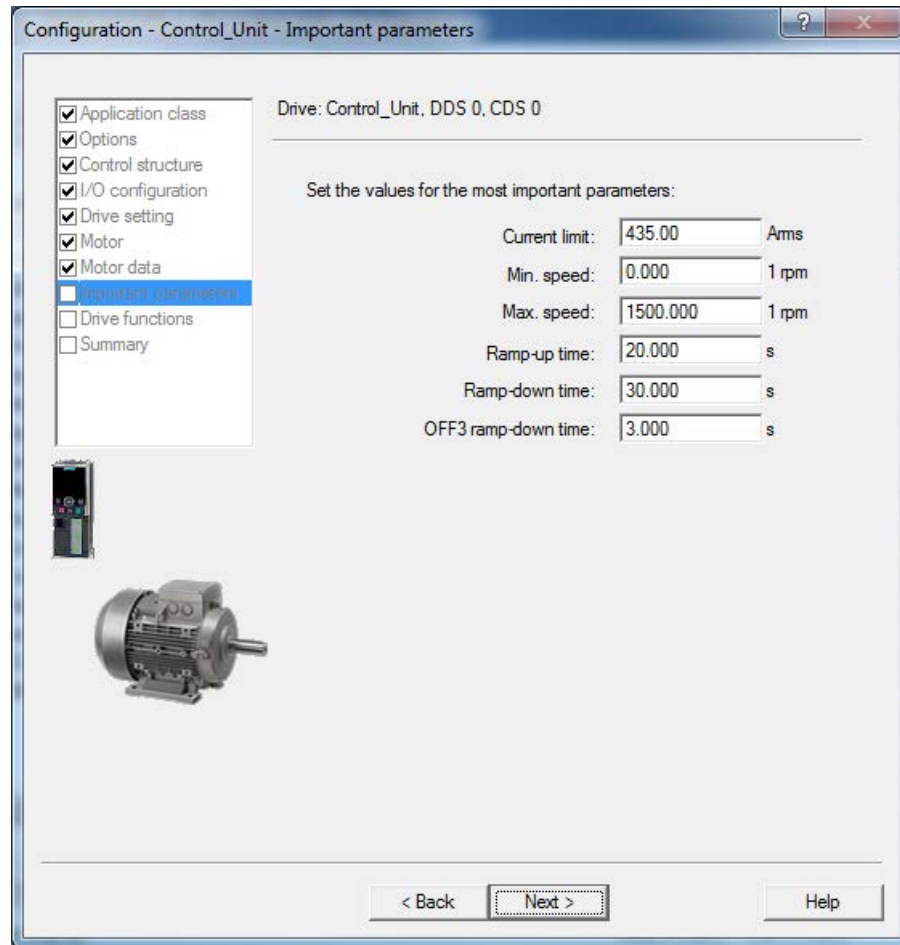 Configuration - Control_Unit - Important parameters
?
Application class
Options
Control structure
I/O configuration
Drive setting
Motor
Motor data
Important parameters
Drive functions
Summary
Drive: Control_Unit, DDS 0, CDS 0
Set the values for the most important parameters:
Current limit: 435.00 Arms
Min. speed: 0.000 1 rpm
Max. speed: 1500.000 1 rpm
Ramp-up time: 20.000 s
Ramp-down time: 30.000 s
OFF3 ramp-down time: 3.000 s
< Back Next > Help